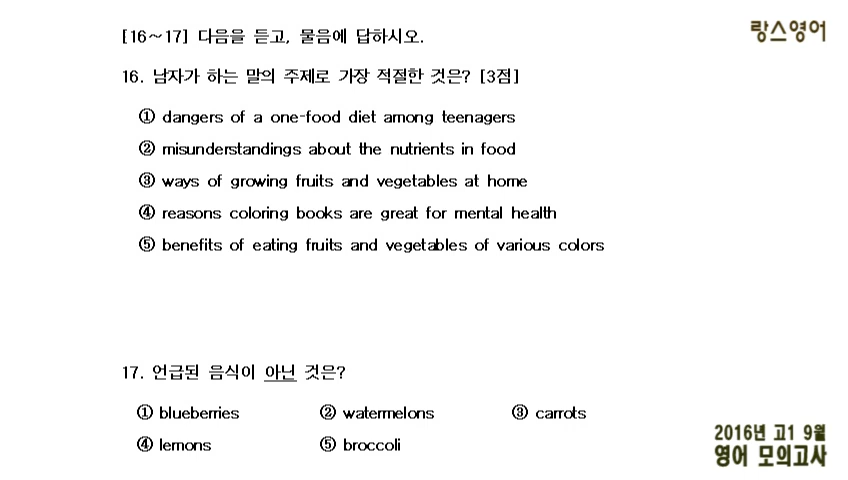 랑스영어
[16～17] 다음을 듣고, 물음에 답하시오.
16. 남자가 하는 말의 주제로 가장 적절한 것은? [3점]
① dangers of a one-food diet among teenagers
② misunderstandings about the nutrients in food
③ ways of growing fruits and vegetables at home
④ reasons coloring books are great for mental health
⑤ benefits of eating fruits and vegetables of various colors
17. 언급된 음식이 아닌 것은?
① blueberries ② watermelons ③ carrots
④ lemons ⑤ broccoli
2016년 고1 9월
영어 모의고사